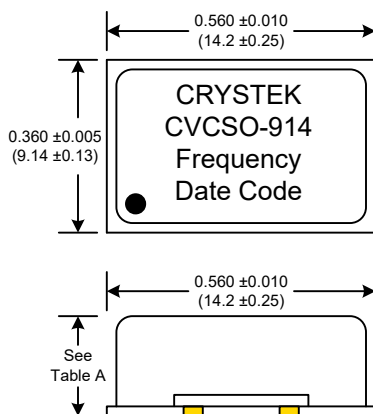 0.560 ±0.010
(14.2 ±0.25)
CRYSTEK
CVCSO-914
Frequency
Date Code
0.360 ±0.005
(9.14 ±0.13)
0.560 ±0.010
(14.2 ±0.25)
See
Table A